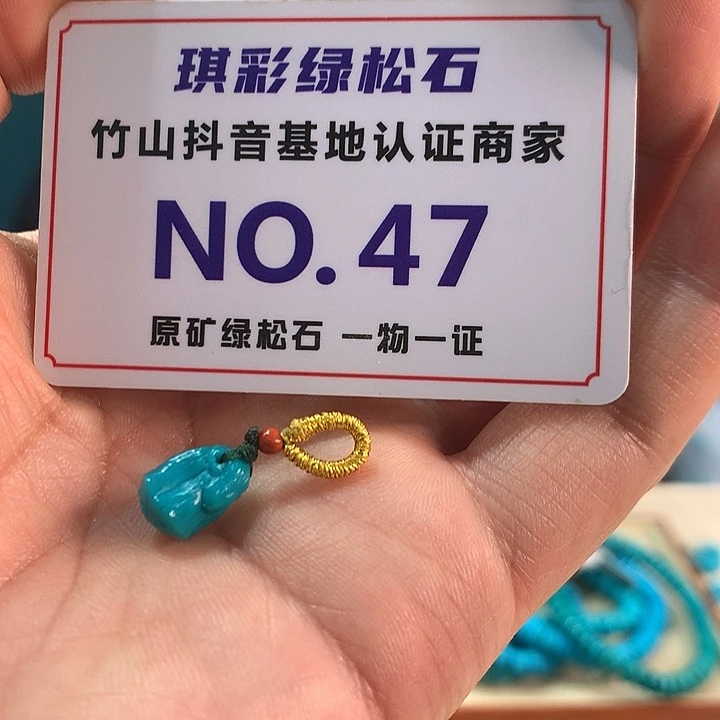 琪彩绿松石
竹山抖音基地认证商家
NO.47
原矿绿松石 一物一证